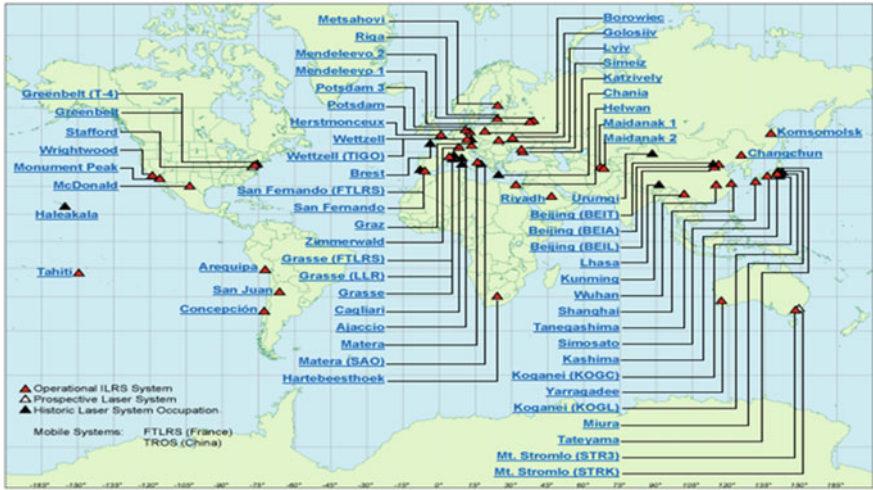 Metsahovi
Riga
Mendeleevo 2
Mendeleevo 1
Potsdam 3
Potsdam
Herstmonceux
Wettzell
Wettzell (TIGO)
Brest
San Fernando (FTLRS)
San Fernando
Graz
Zimmerwald
Grasse (FTLRS)
Grasse (LLR)
Grasse
Cagliari
Ajaccio
Matera
Matera (SAO)
Hartebeesthoek
Greenbelt (T-4)
Greenbelt
Stafford
Wrightwood
Monument Peak
McDonald
Haleakala
Tahiti
Arequipa
San Juan
Concepción
Borowiec
Golosiiv
Lviv
Simeiz
Katzively
Chania
Helwan
Maidanak 1
Maidanak 2
Komsomolsk
Changchun
Riyadh
Urumqi
Beijing (BEIT)
Beijing (BEIA)
Beijing (BEIL)
Lhasa
Kunming
Wuhan
Shanghai
Tanegashima
Simosato
Kashima
Koganei (KOGC)
Yarragadee
Koganei (KOGL)
Miura
Tateyama
Mt. Stromlo (STR3)
Mt. Stromlo (STRK)
Operational ILRS System
Prospective Laser System
Historic Laser System Occupation
Mobile Systems: FTLRS (France)
TROS (China)